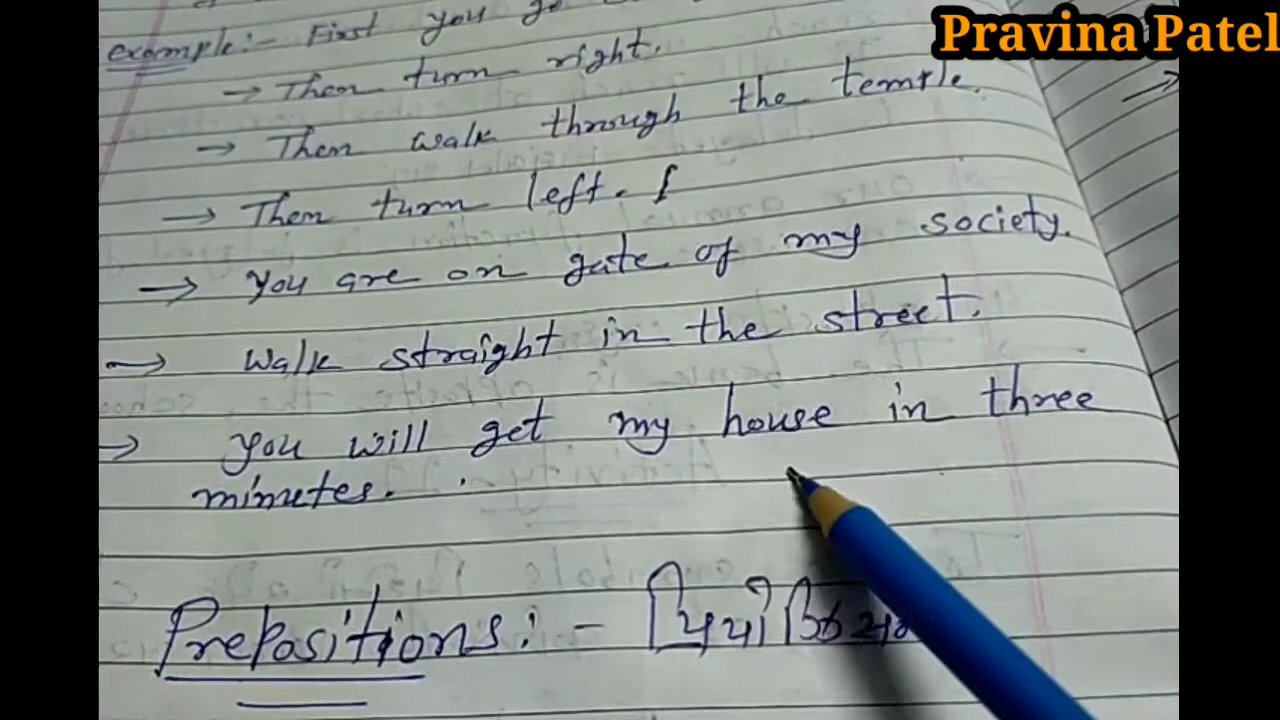 Pravina Patel
example:- First you go
→ Then turn right.
→ Then walk through the temple.
→ Then turn left.
→ you are on gate of my society.
→ walk straight in the street.
→ you will get my house in three
minutes.
Prepositions: -